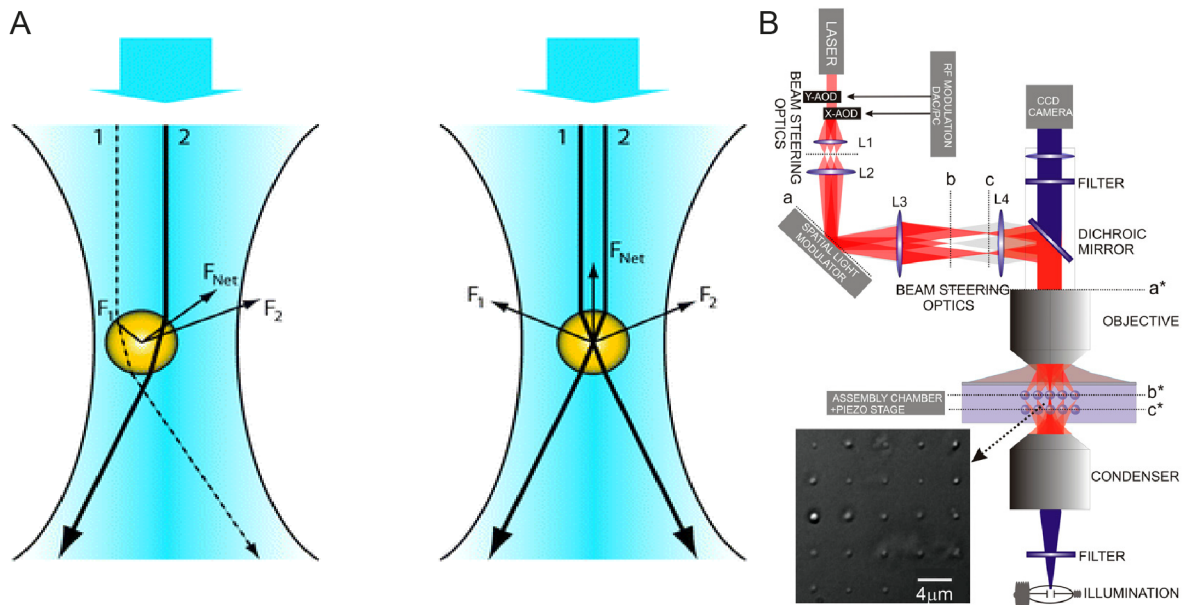 A
1
2
F1
FNet
F2
1
2
FNet
F1
F2
B
LASER
Y-AOD
X-AOD
BEAM STEERING
OPTICS
RF MODULATION
DAC/PC
L1
L2
a
SPATIAL LIGHT
MODULATOR
L3
b
c
L4
BEAM STEERING
OPTICS
CCD
CAMERA
FILTER
DICHROIC
MIRROR
a*
OBJECTIVE
ASSEMBLY CHAMBER
+PIEZO STAGE
b*
c*
CONDENSER
4μm
FILTER
ILLUMINATION